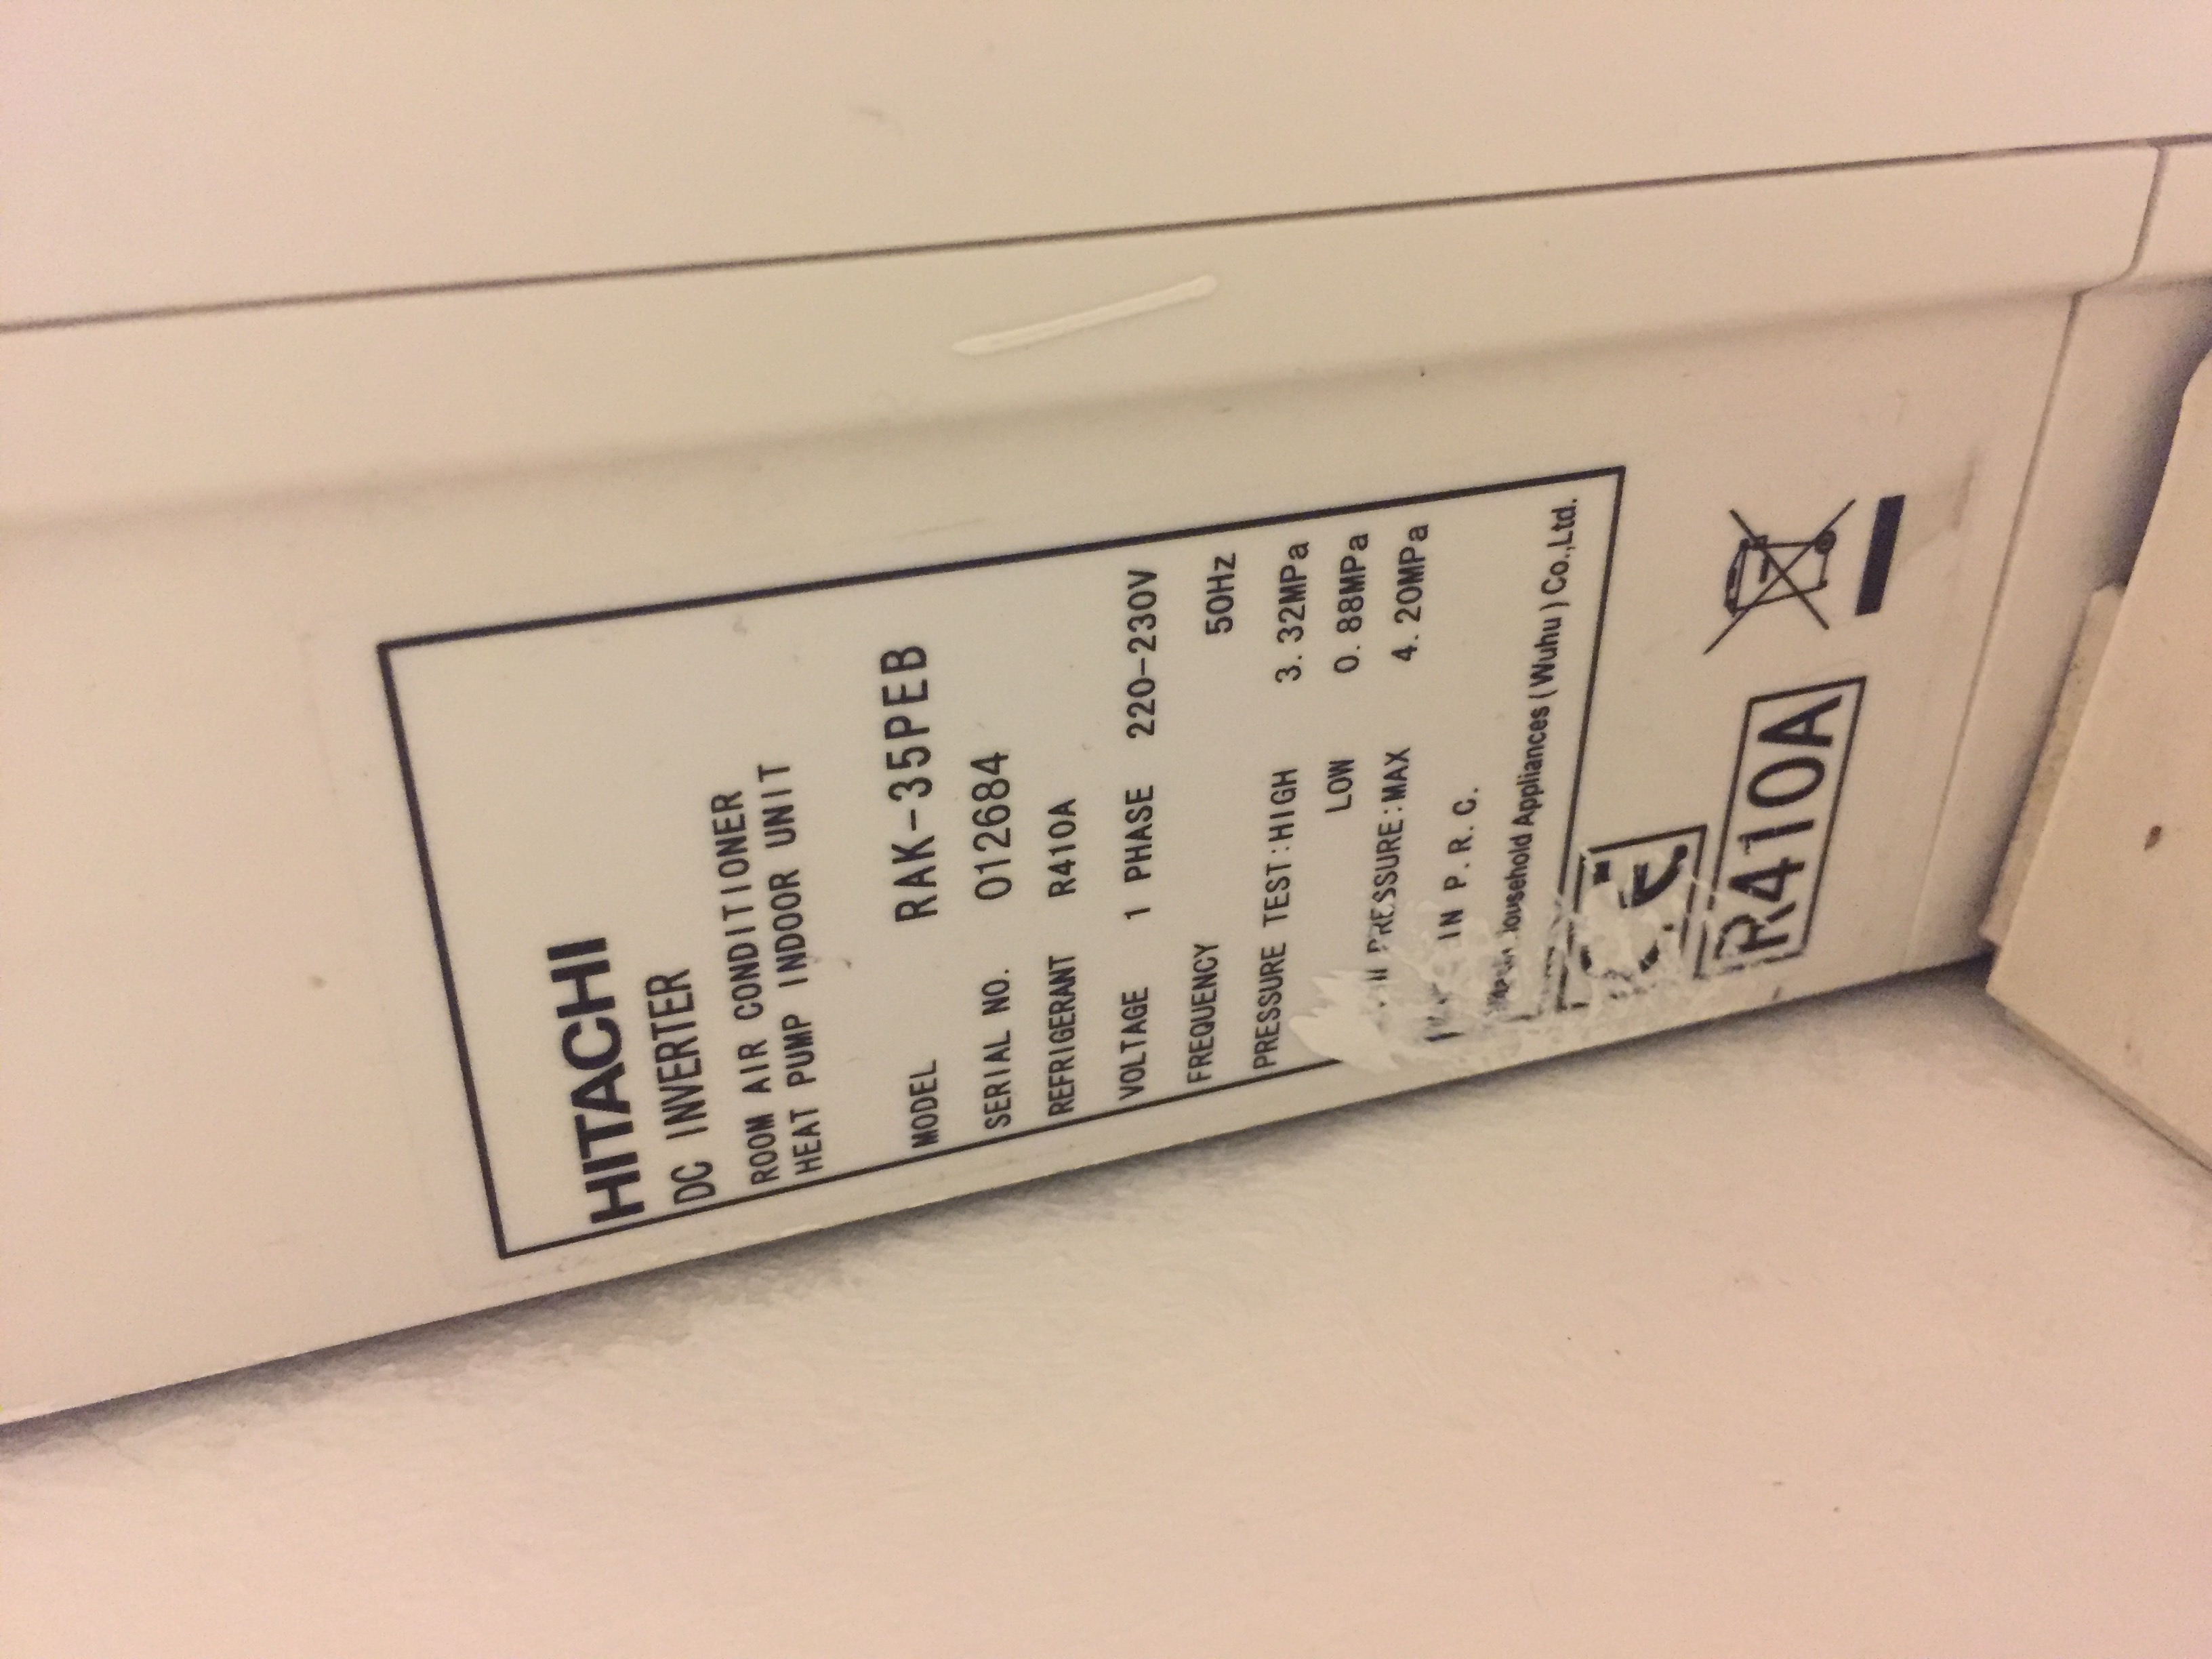 HITACHI
DC INVERTER
ROOM AIR CONDITIONER
HEAT PUMP INDOOR UNIT
MODEL RAK-35PEB
SERIAL NO. 012684
REFRIGERANT R410A
VOLTAGE 1 PHASE 220-230V
FREQUENCY 50Hz
PRESSURE TEST:HIGH 3.32MPa
LOW 0.88MPa
PRESSURE:MAX 4.20MPa
IN P.R.C.
Household Appliances (Wuhu) Co.,Ltd.
CE
R410A